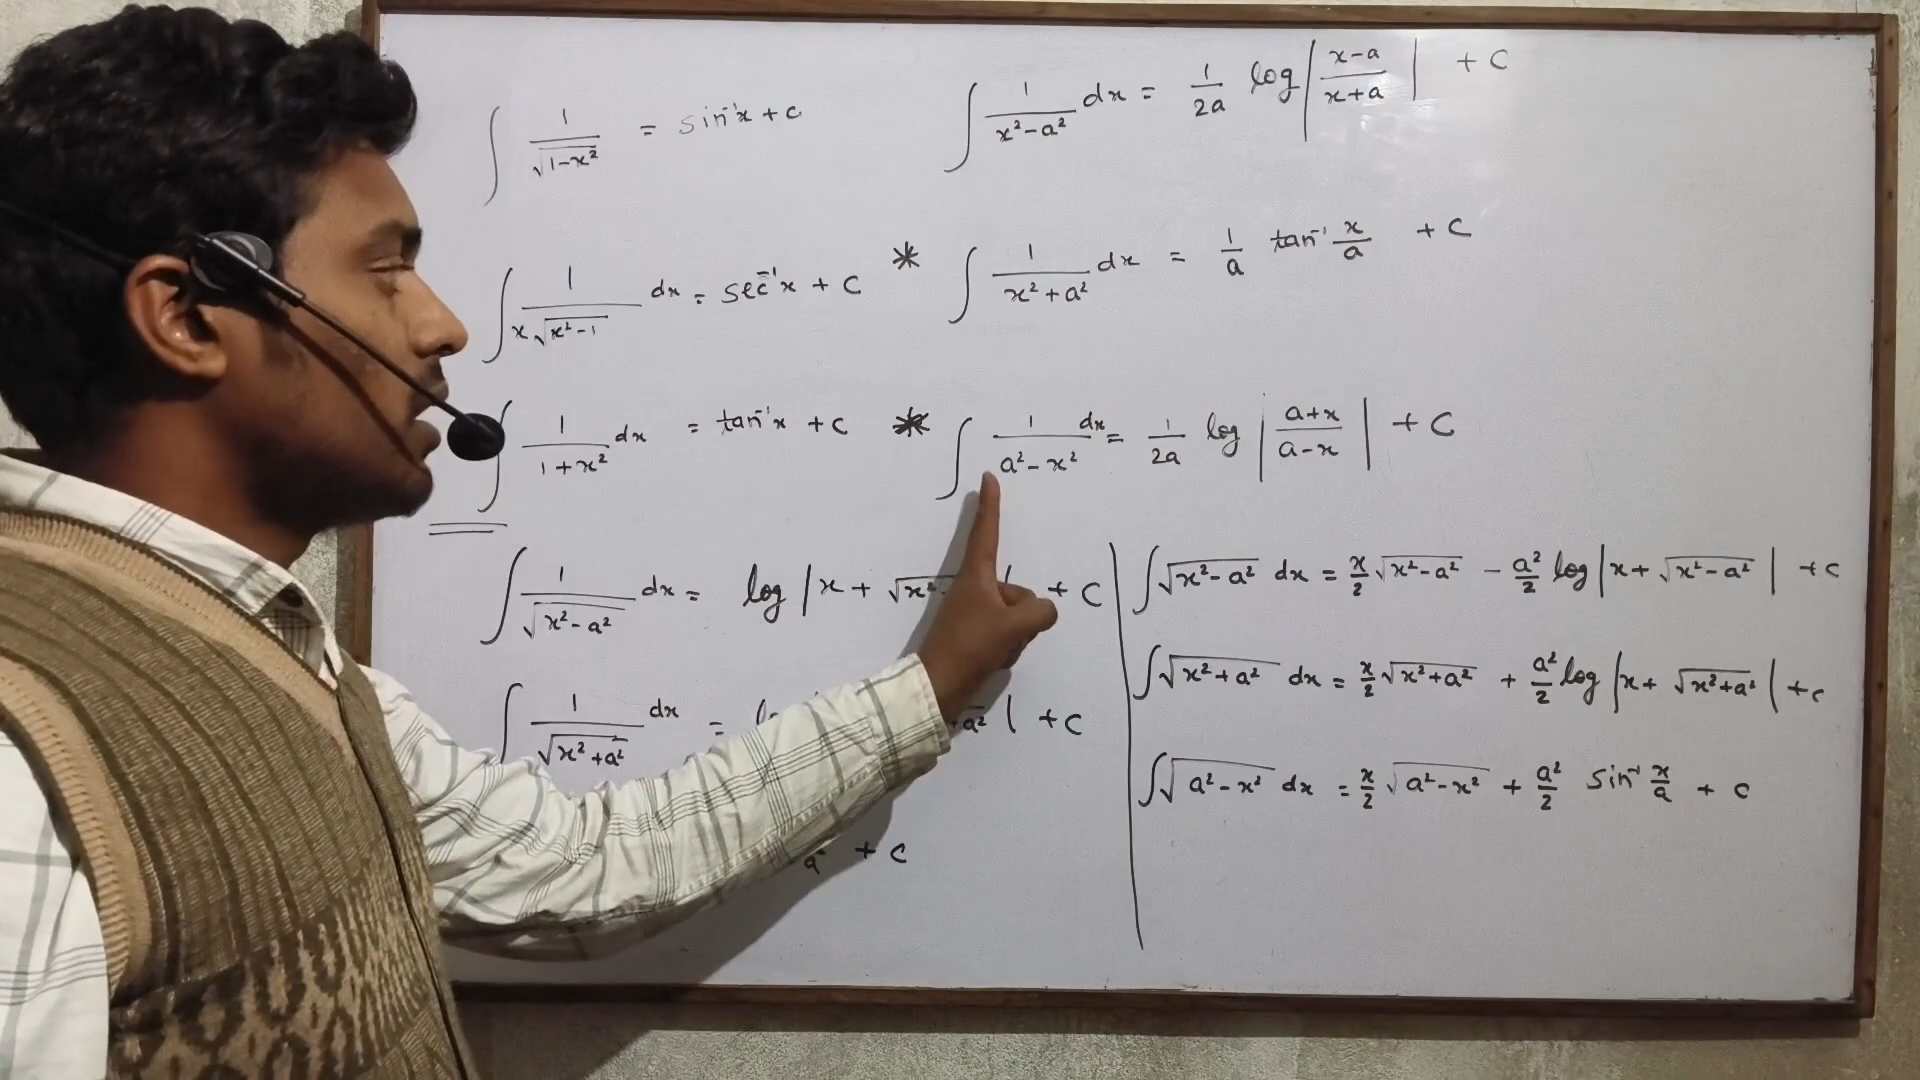 ∫ 1/√(1-x²) = sin⁻¹x + c
∫ 1/(x√(x²-1)) dx = sec⁻¹x + C
∫ 1/(1+x²) dx = tan⁻¹x + C
∫ 1/(x²-a²) dx = 1/2a log |(x-a)/(x+a)| + C
* ∫ 1/(x²+a²) dx = 1/a tan⁻¹ x/a + C
* ∫ 1/(a²-x²) dx = 1/2a log |(a+x)/(a-x)| + C
∫ 1/√(x²-a²) dx = log |x + √x² | + C
∫ 1/√(x²+a²) dx = +a² | + C
a + c
∫√(x²-a²) dx = x/2 √(x²-a²) - a²/2 log |x + √(x²-a²)| + c
∫√(x²+a²) dx = x/2 √(x²+a²) + a²/2 log |x + √(x²+a²)| + c
∫√(a²-x²) dx = x/2 √(a²-x²) + a²/2 sin⁻¹ x/a + c